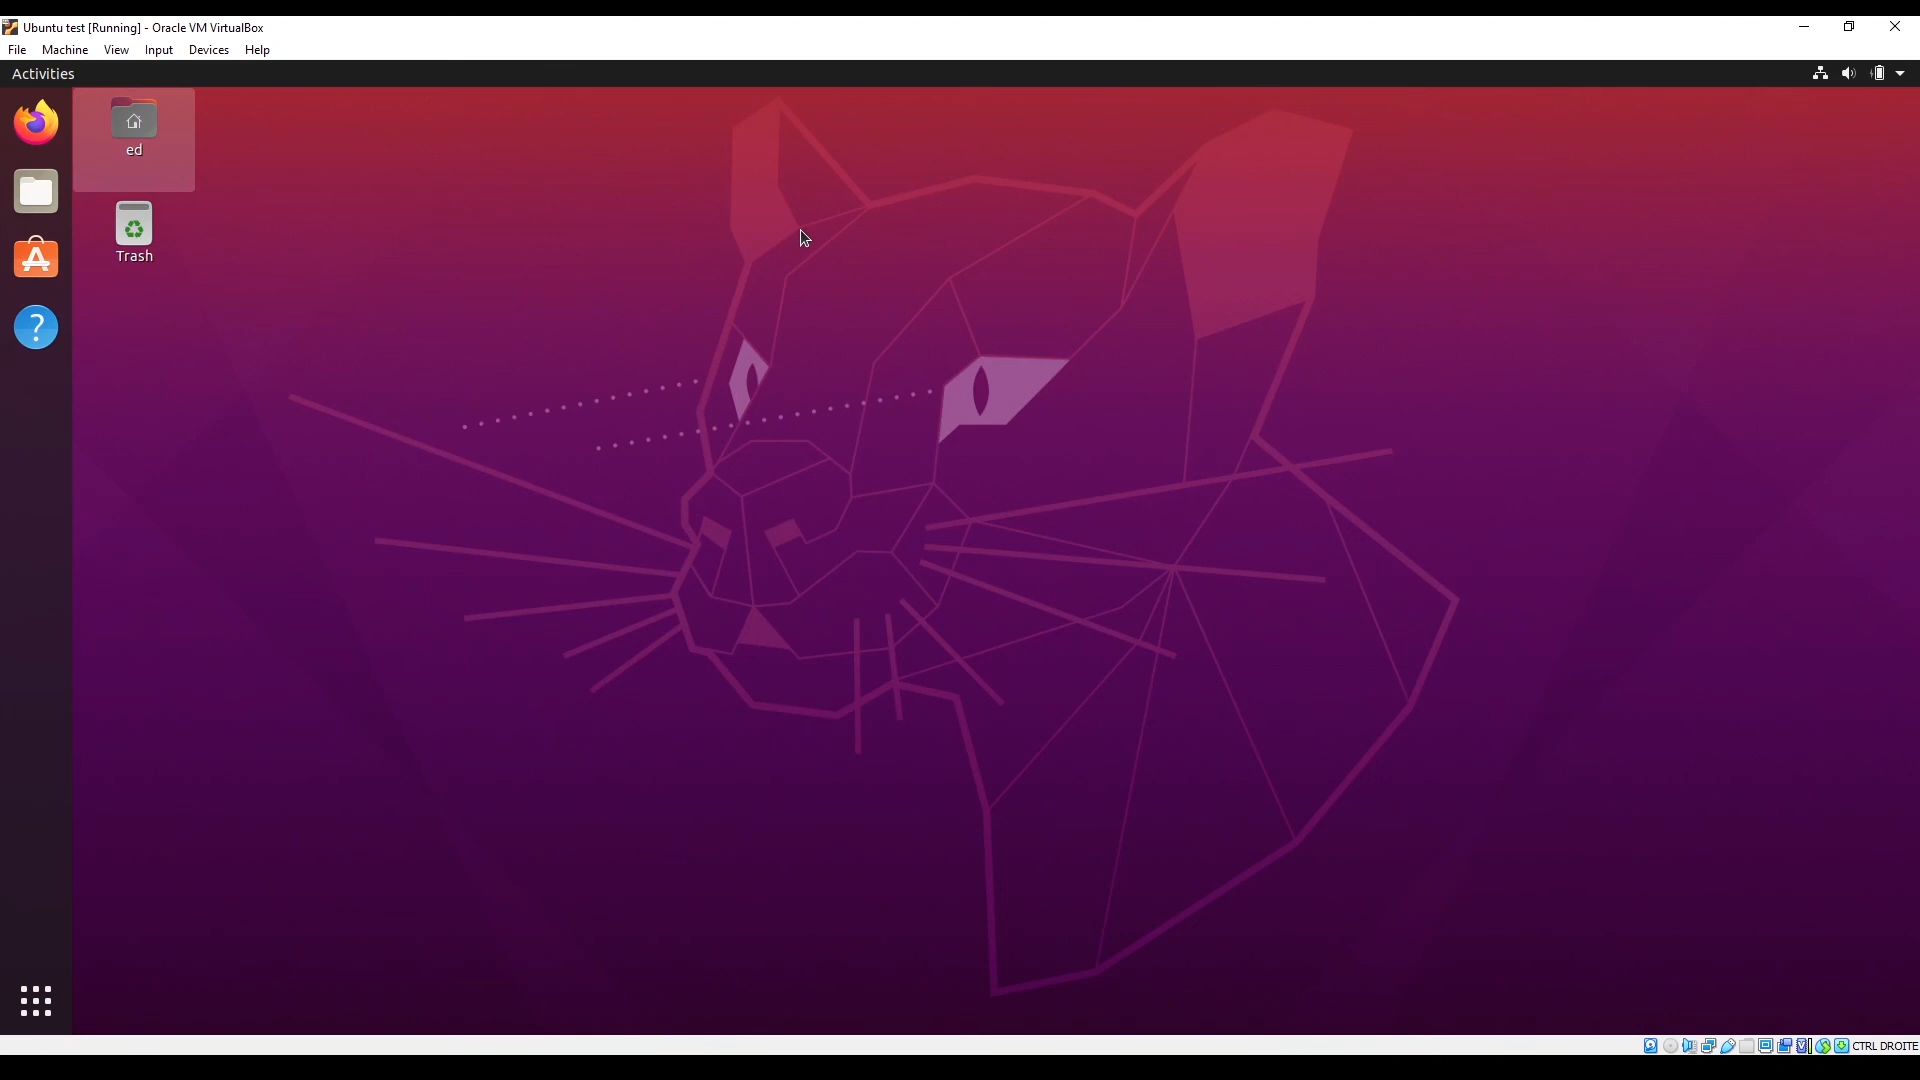 Ubuntu test [Running] - Oracle VM VirtualBox
File Machine View Input Devices Help
Activities
ed
Trash
CTRL DROITE